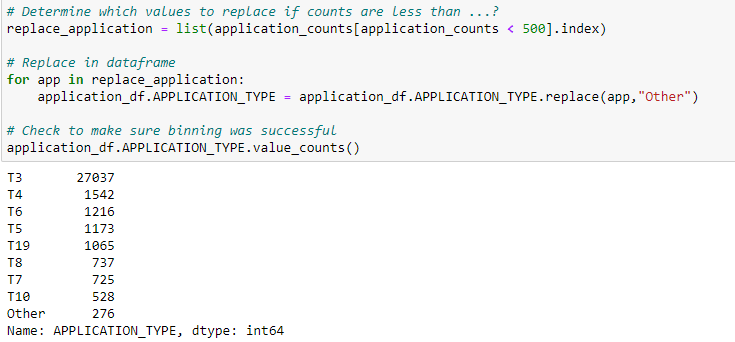 # Determine which values to replace if counts are less than ...?
replace_application = list(application_counts[application_counts < 500].index)
# Replace in dataframe
for app in replace_application:
    application_df.APPLICATION_TYPE = application_df.APPLICATION_TYPE.replace(app,"Other")
# Check to make sure binning was successful
application_df.APPLICATION_TYPE.value_counts()
T3       27037
T4        1542
T6        1216
T5        1173
T19       1065
T8         737
T7         725
T10        528
Other      276
Name: APPLICATION_TYPE, dtype: int64